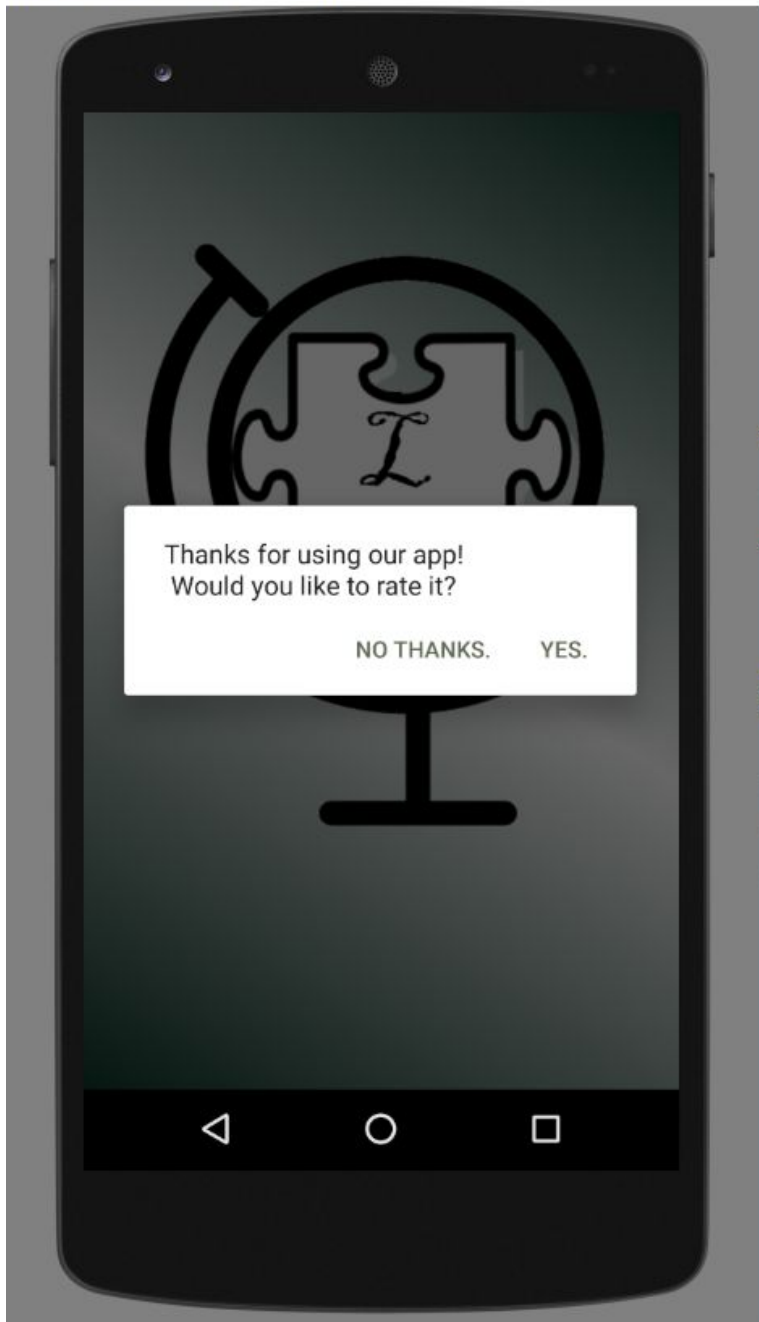 L
Thanks for using our app!
Would you like to rate it?
NO THANKS. YES.